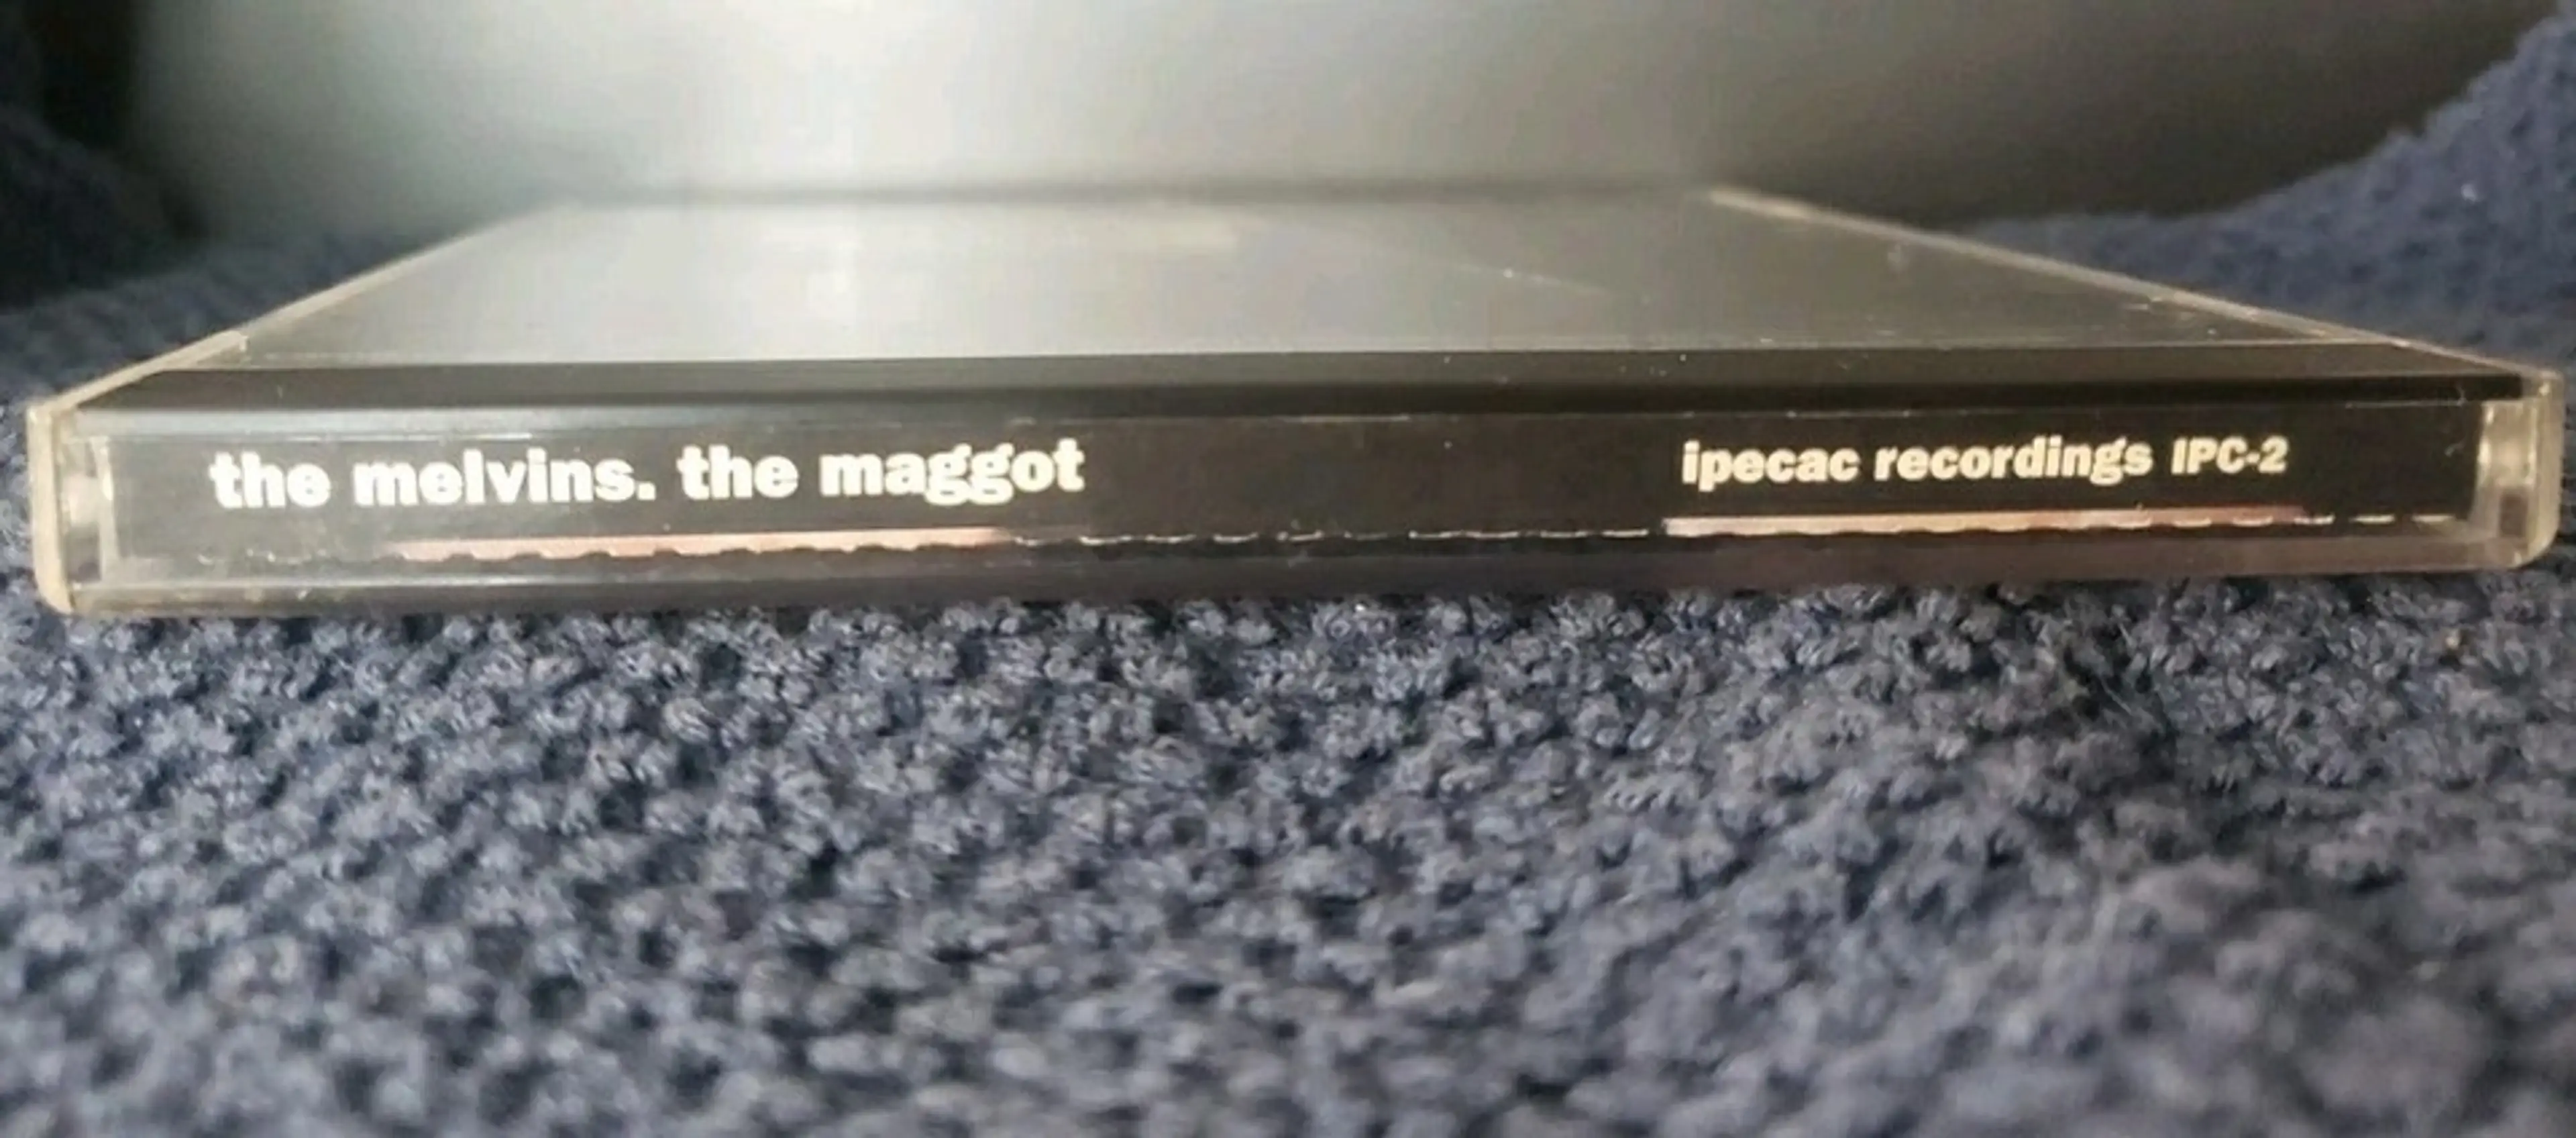 the melvins. the maggot
ipecac recordings IPC-2